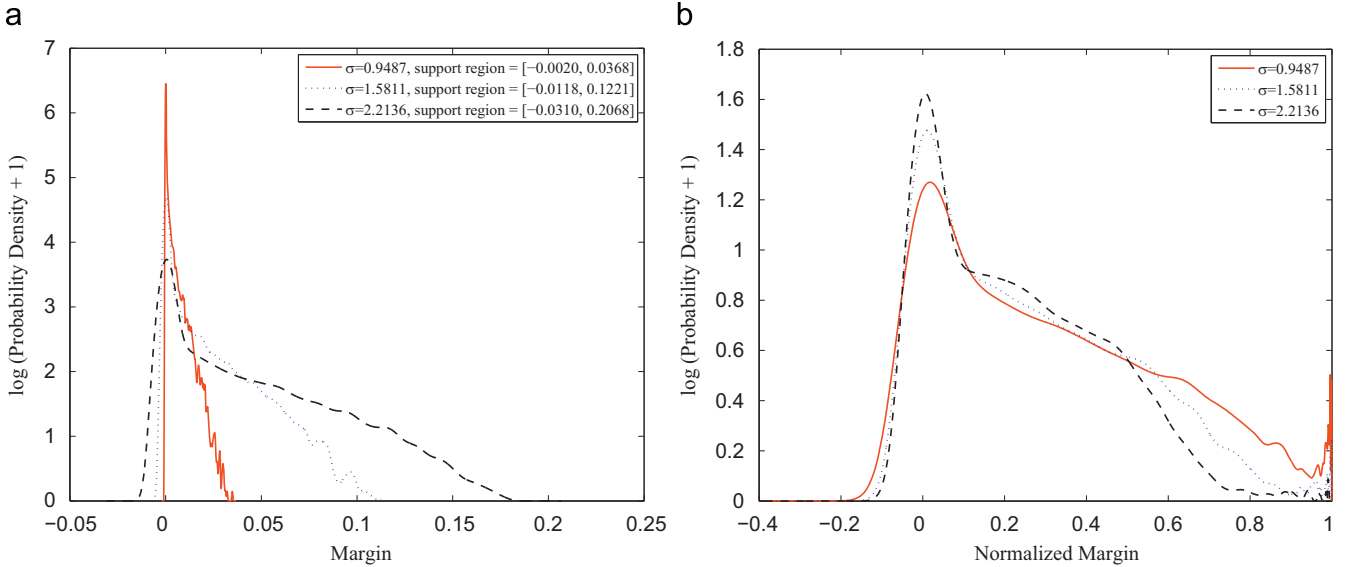 a
7
6
5
4
3
2
1
0
−0.05
0
0.05
0.1
0.15
0.2
0.25
Margin
log (Probability Density + 1)
σ=0.9487, support region = [−0.0020, 0.0368]
σ=1.5811, support region = [−0.0118, 0.1221]
σ=2.2136, support region = [−0.0310, 0.2068]
b
1.8
1.6
1.4
1.2
1
0.8
0.6
0.4
0.2
0
−0.4
−0.2
0
0.2
0.4
0.6
0.8
1
Normalized Margin
log (Probability Density + 1)
σ=0.9487
σ=1.5811
σ=2.2136